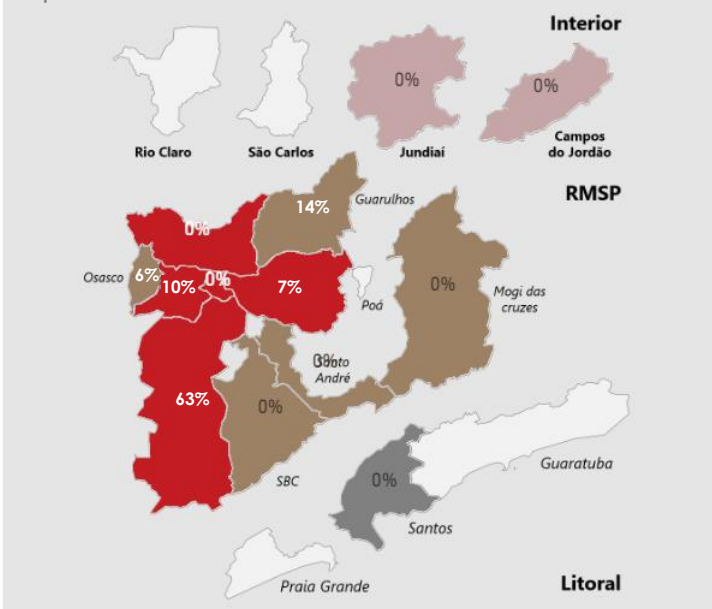 Interior
0%
0%
Rio Claro
São Carlos
Jundiaí
Campos
do Jordão
RMSP
14%
Guarulhos
0%
Osasco
6%
10%
0%
7%
Poá
0%
Mogi das
cruzes
0%
Santo
André
63%
0%
SBC
0%
Guaratuba
Santos
Praia Grande
Litoral